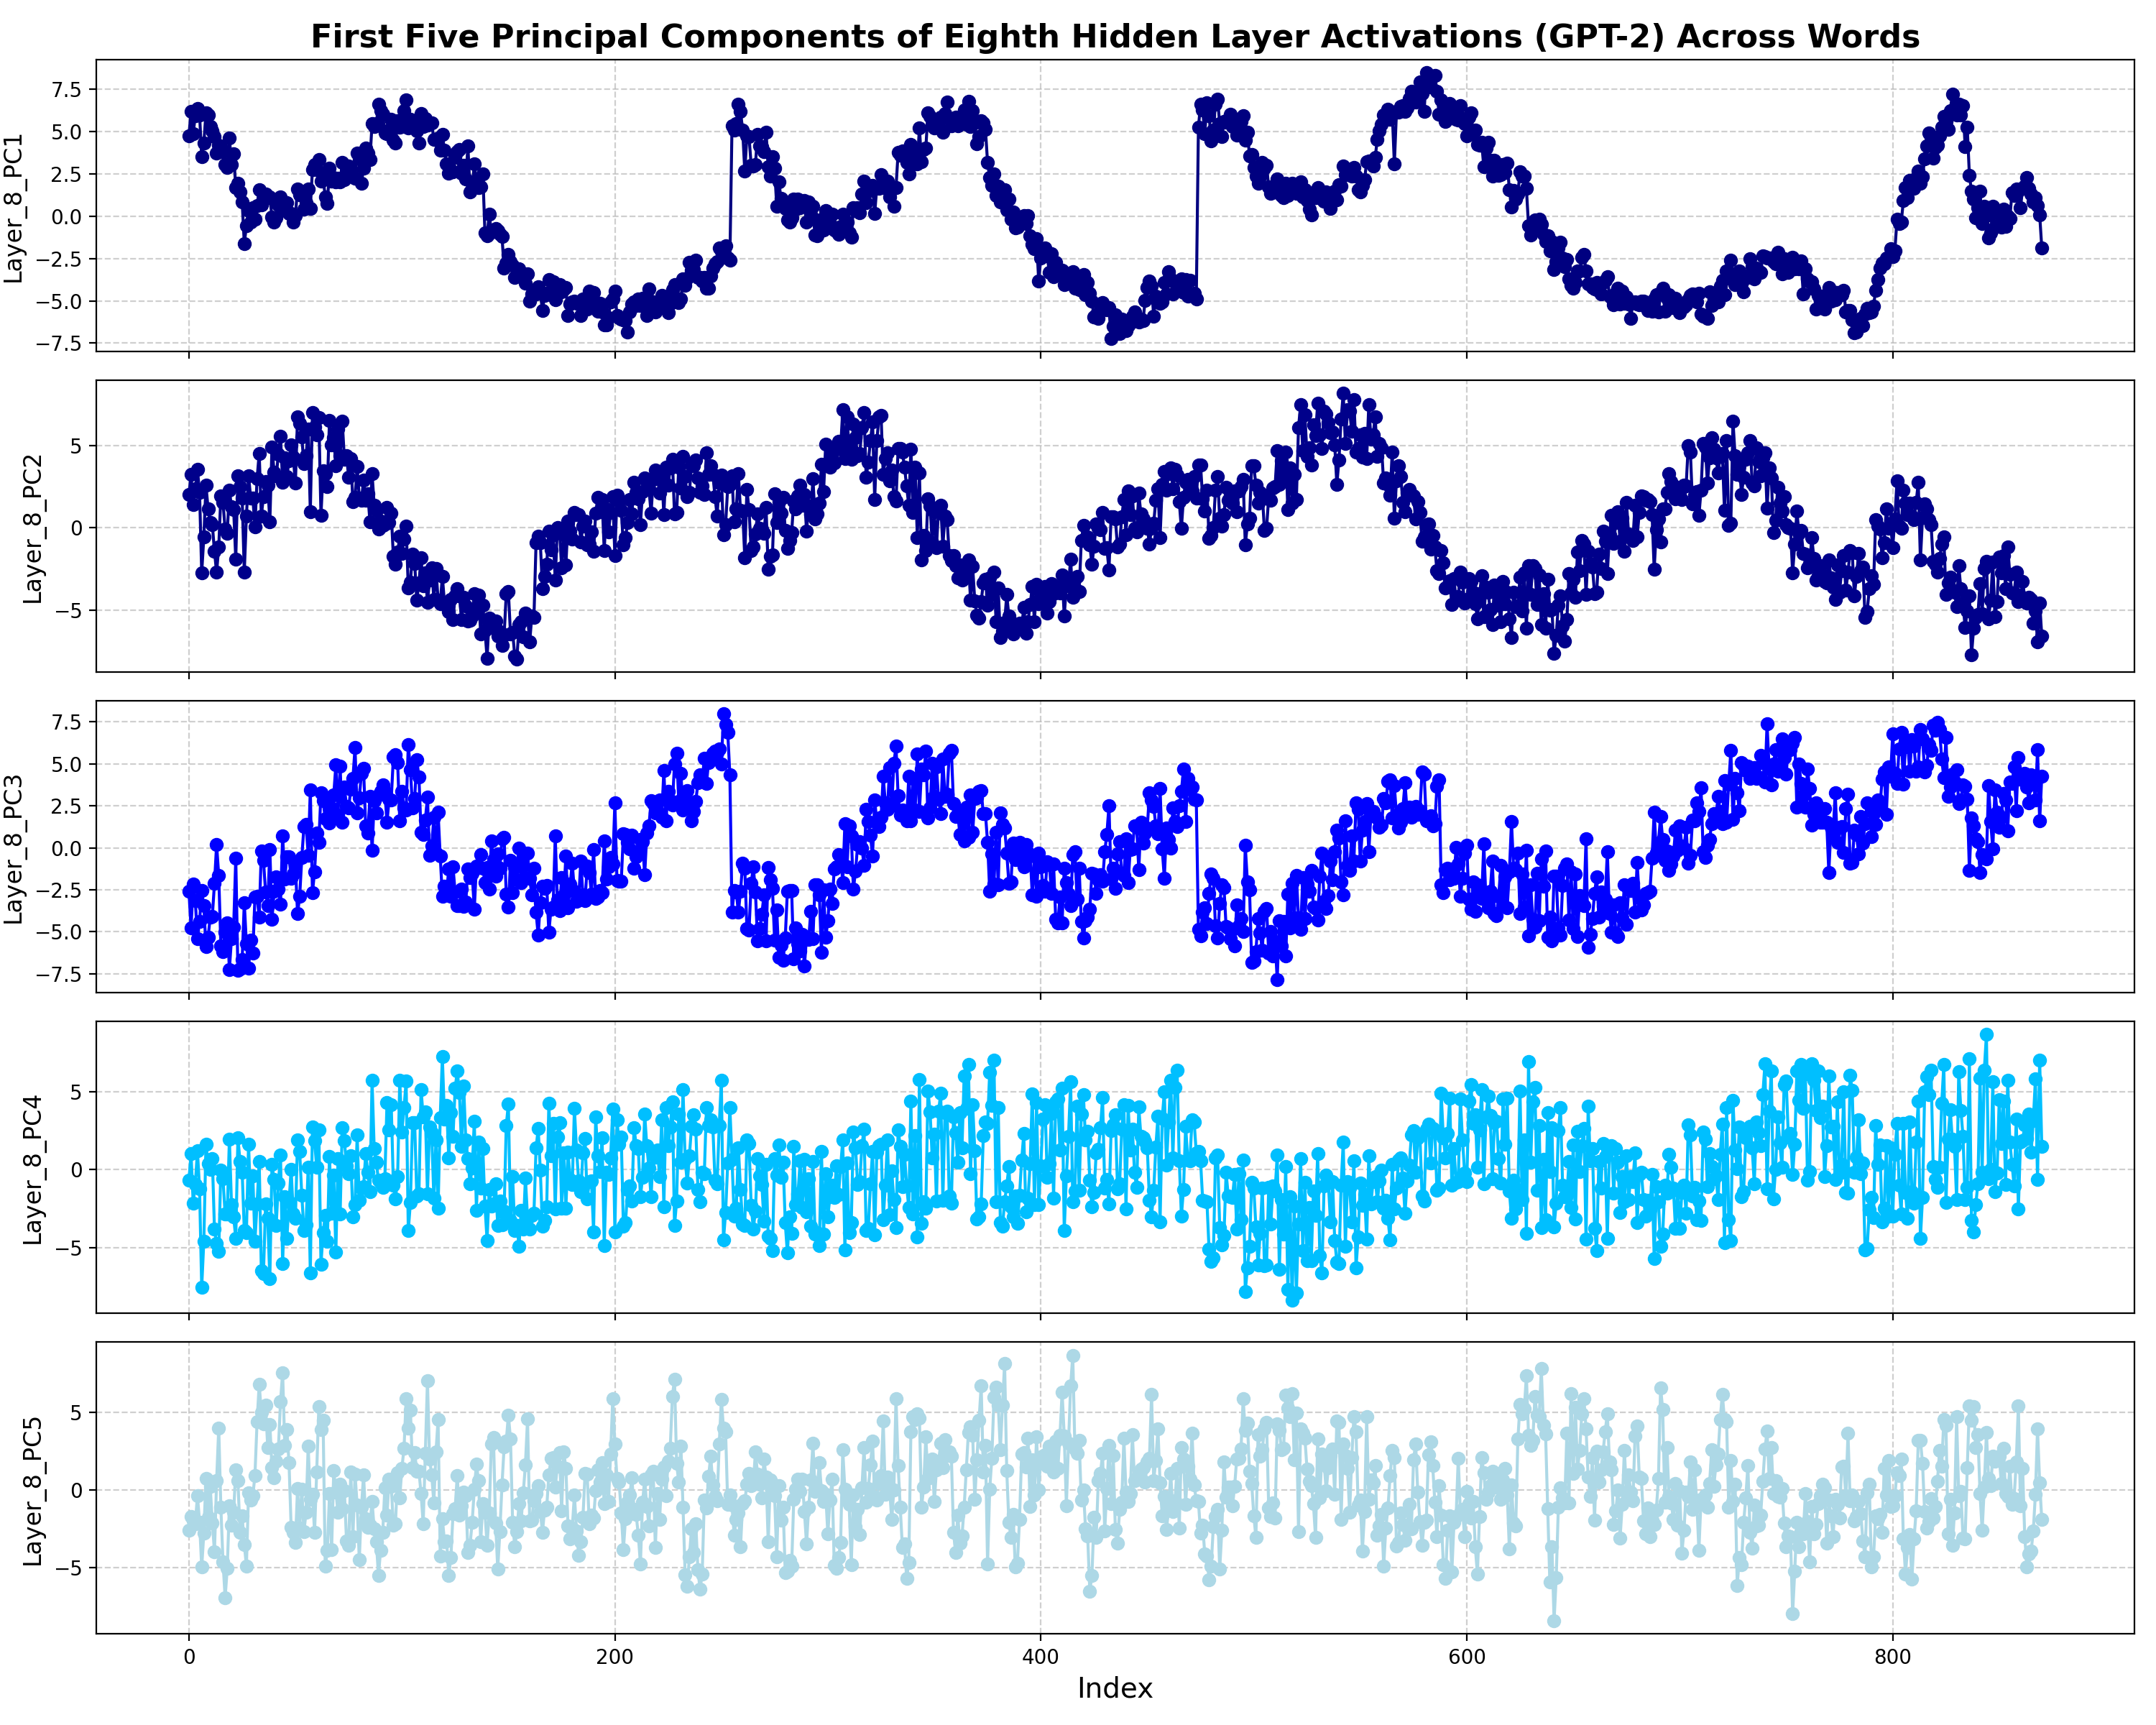 First Five Principal Components of Eighth Hidden Layer Activations (GPT-2) Across Words
Layer_8_PC1
7.5
5.0
2.5
0.0
−2.5
−5.0
−7.5
Layer_8_PC2
5
0
−5
Layer_8_PC3
7.5
5.0
2.5
0.0
−2.5
−5.0
−7.5
Layer_8_PC4
5
0
−5
Layer_8_PC5
5
0
−5
0 200 400 600 800
Index